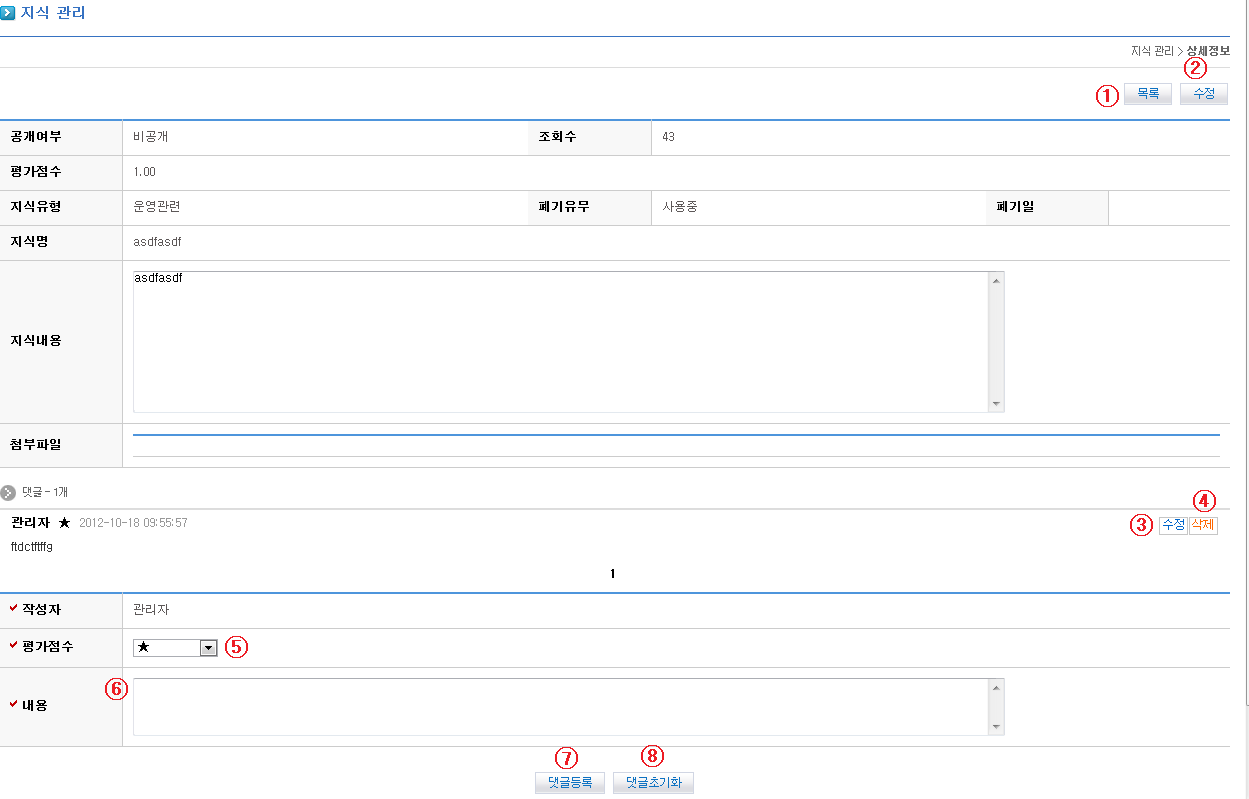 지식 관리
지식 관리 > 상세정보
②
① 목록 수정
공개여부 비공개 조회수 43
평가점수 1.00
지식유형 운영관련 폐기유무 사용중 폐기일
지식명 asdfasdf
지식내용 asdfasdf
첨부파일
댓글 - 1개
④
관리자 ★ 2012-10-18 09:55:57 ③ 수정 삭제
ftdctftffg
1
작성자 관리자
평가점수 ★ ⑤
⑥
내용
⑦ ⑧
댓글등록 댓글초기화